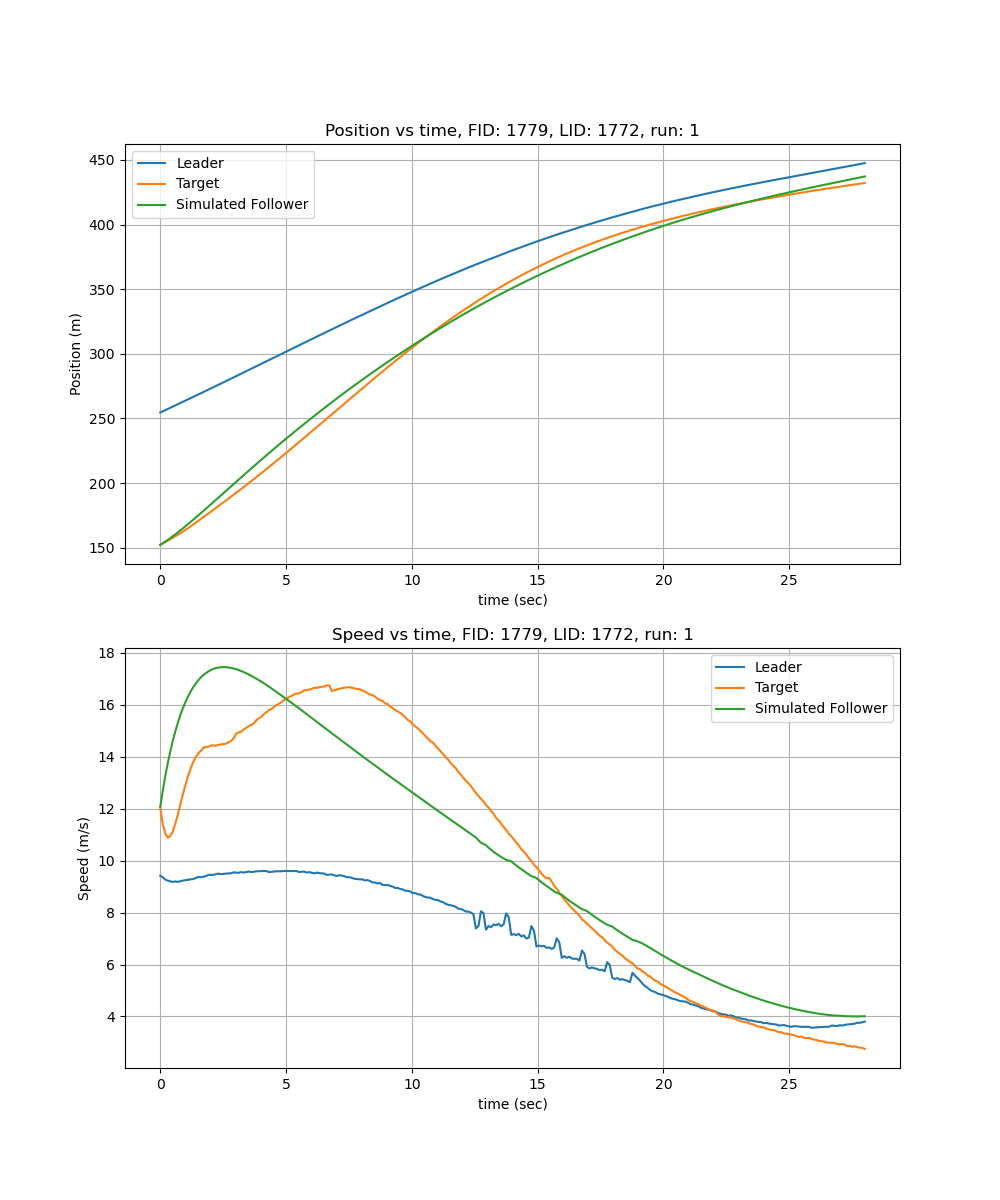 Position vs time, FID: 1779, LID: 1772, run: 1
Leader
Target
Simulated Follower
450
400
350
300
250
200
150
Position (m)
0 5 10 15 20 25
time (sec)
Speed vs time, FID: 1779, LID: 1772, run: 1
Leader
Target
Simulated Follower
18
16
14
12
10
8
6
4
Speed (m/s)
0 5 10 15 20 25
time (sec)